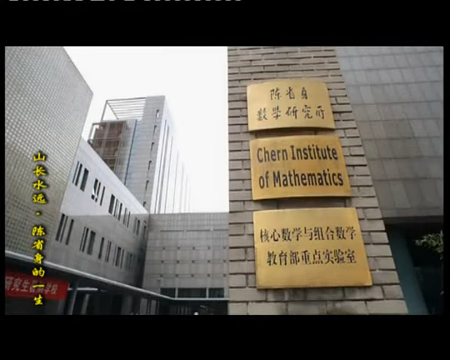 山长水远·陈省身的一生
陈省身
数学研究所
Chern Institute
of Mathematics
核心数学与组合数学
教育部重点实验室